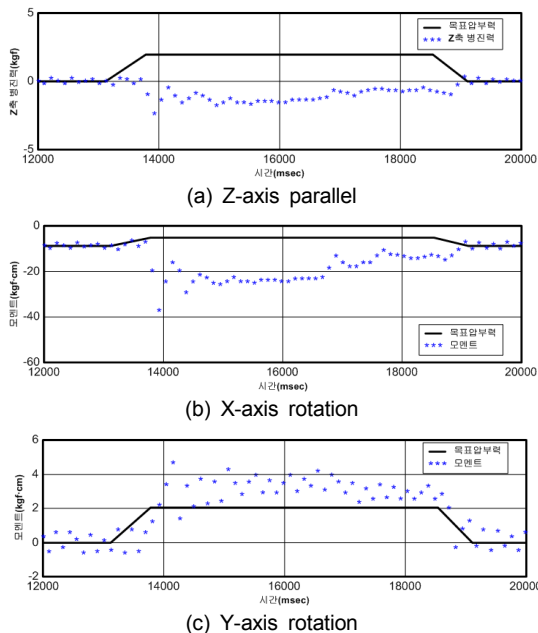 5
목표압부력
*** Z축 병진력
Z축 병진력(kgf)
0
-5
12000 14000 16000 18000 20000
시간(msec)
(a) Z-axis parallel
0
-20
모멘트(kgf·cm)
-40
목표압부력
*** 모멘트
-60
12000 14000 16000 18000 20000
시간(msec)
(b) X-axis rotation
6
목표압부력
*** 모멘트
4
모멘트(kgf·cm)
2
0
-2
12000 14000 16000 18000 20000
시간(msec)
(c) Y-axis rotation